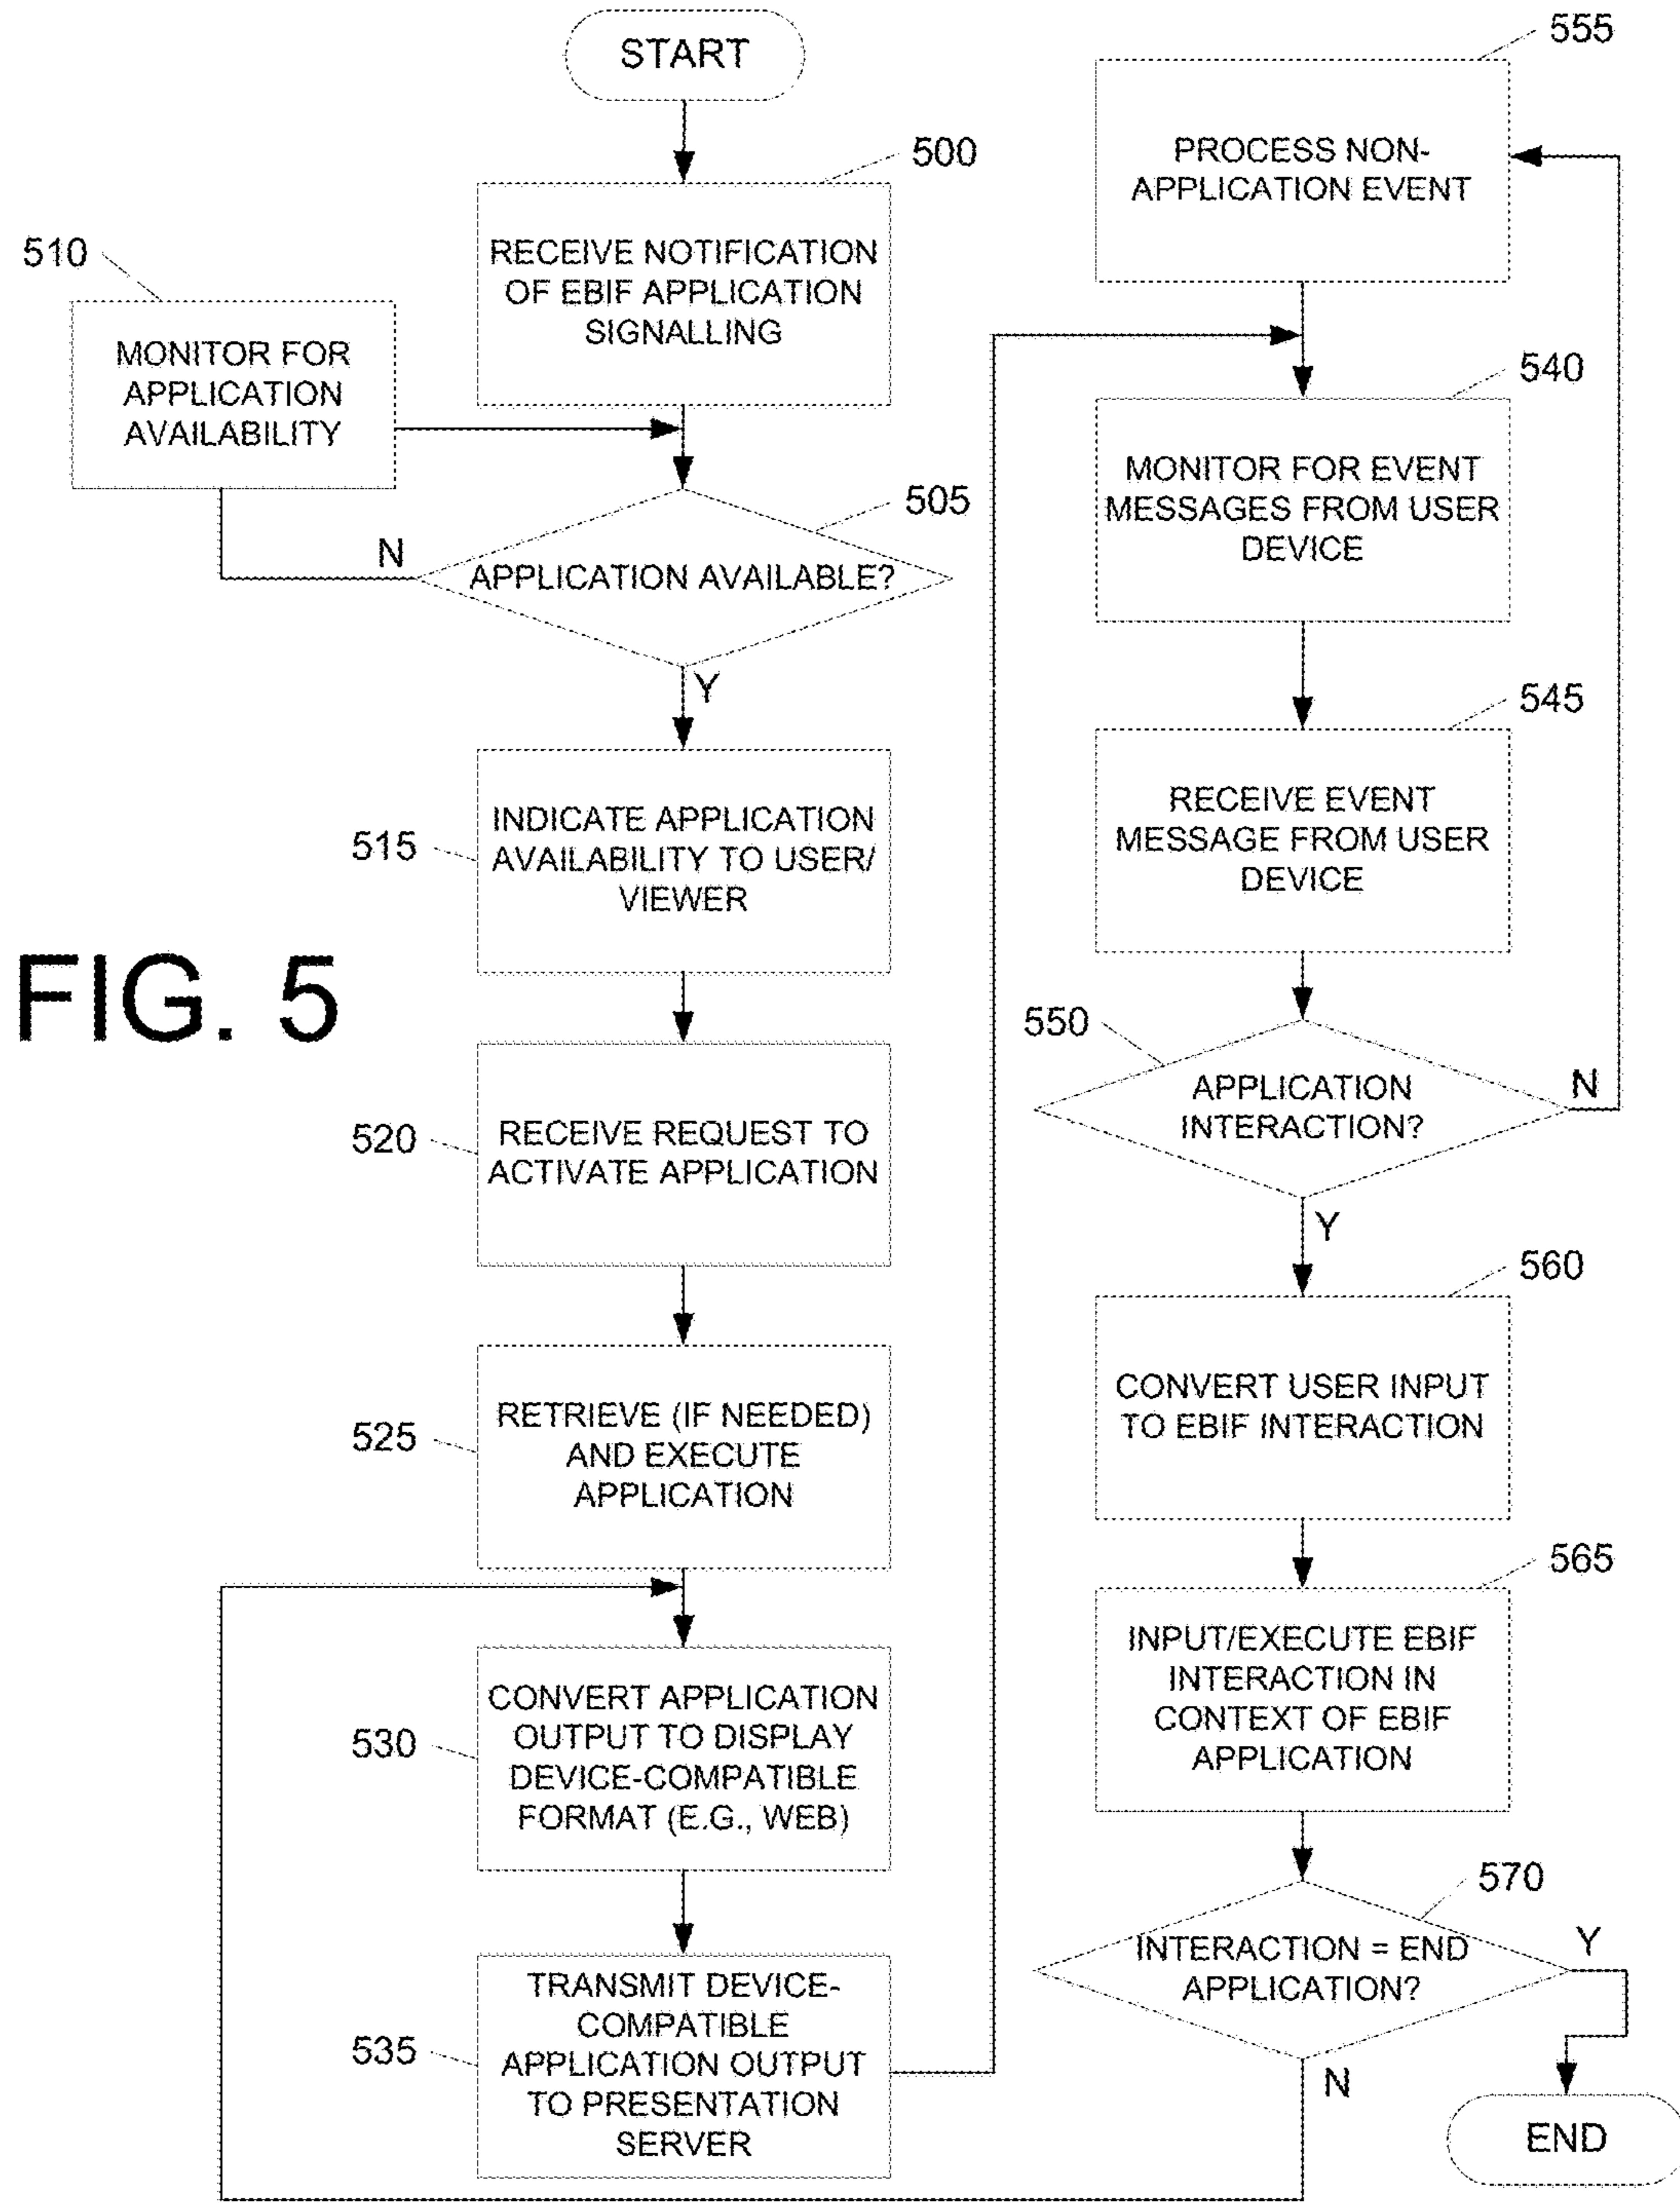 START
500
RECEIVE NOTIFICATION
OF EBIF APPLICATION
SIGNALLING
510
MONITOR FOR
APPLICATION
AVAILABILITY
505
APPLICATION AVAILABLE?
N
Y
515
INDICATE APPLICATION
AVAILABILITY TO USER/
VIEWER
FIG. 5
520
RECEIVE REQUEST TO
ACTIVATE APPLICATION
525
RETRIEVE (IF NEEDED)
AND EXECUTE
APPLICATION
530
CONVERT APPLICATION
OUTPUT TO DISPLAY
DEVICE-COMPATIBLE
FORMAT (E.G., WEB)
535
TRANSMIT DEVICE-
COMPATIBLE
APPLICATION OUTPUT
TO PRESENTATION
SERVER
555
PROCESS NON-
APPLICATION EVENT
540
MONITOR FOR EVENT
MESSAGES FROM USER
DEVICE
545
RECEIVE EVENT
MESSAGE FROM USER
DEVICE
550
APPLICATION
INTERACTION?
N
Y
560
CONVERT USER INPUT
TO EBIF INTERACTION
565
INPUT/EXECUTE EBIF
INTERACTION IN
CONTEXT OF EBIF
APPLICATION
570
INTERACTION = END
APPLICATION?
Y
N
END